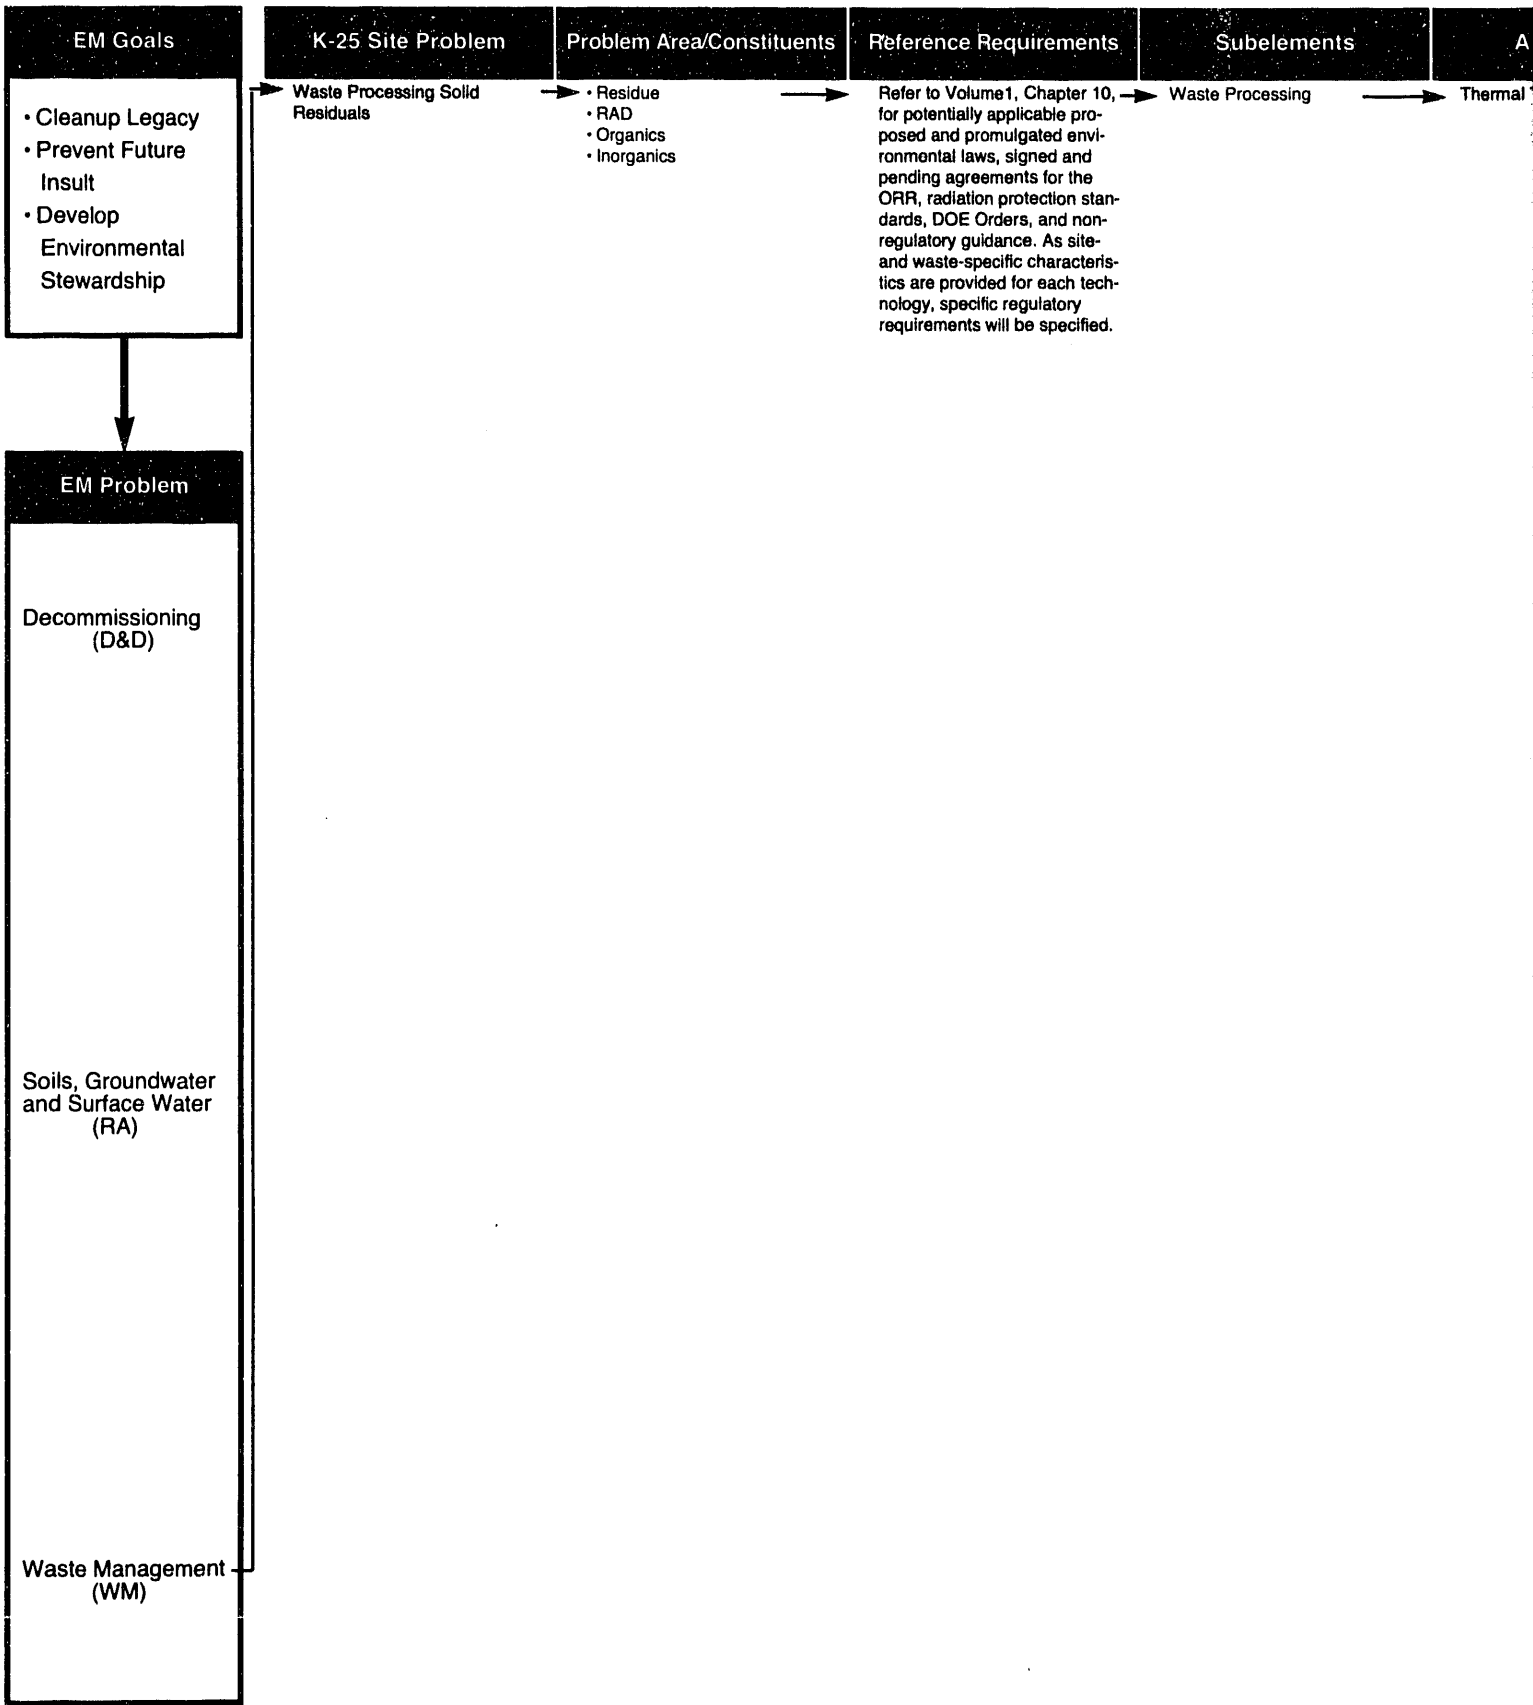 EM Goals
• Cleanup Legacy
• Prevent Future
Insult
• Develop
Environmental
Stewardship
EM Problem
Decommissioning
(D&D)
Soils, Groundwater
and Surface Water
(RA)
Waste Management
(WM)
K-25 Site Problem
Waste Processing Solid
Residuals
Problem Area/Constituents
• Residue
• RAD
• Organics
• Inorganics
Reference Requirements
Refer to Volume1, Chapter 10,
for potentially applicable pro-
posed and promulgated envi-
ronmental laws, signed and
pending agreements for the
ORR, radiation protection stan-
dards, DOE Orders, and non-
regulatory guidance. As site-
and waste-specific characteris-
tics are provided for each tech-
nology, specific regulatory
requirements will be specified.
Subelements
Waste Processing
A
Thermal